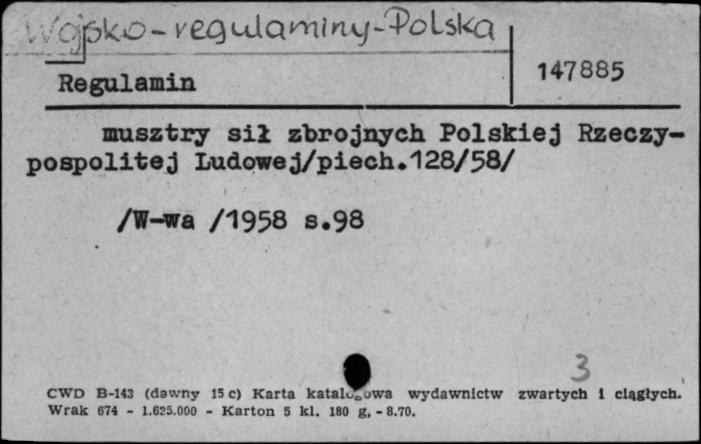 Wojsko-regulaminy-Polska
Regulamin
147885
musztry sił zbrojnych Polskiej Rzeczy-
pospolitej Ludowej/piech.128/58/
/W-wa /1958 s.98
3
CWD B-143 (dawny 15 c) Karta katalogowa wydawnictw zwartych i ciągłych.
Wrak 674 - 1.625.000 - Karton 5 kl. 180 g, - 8.70.